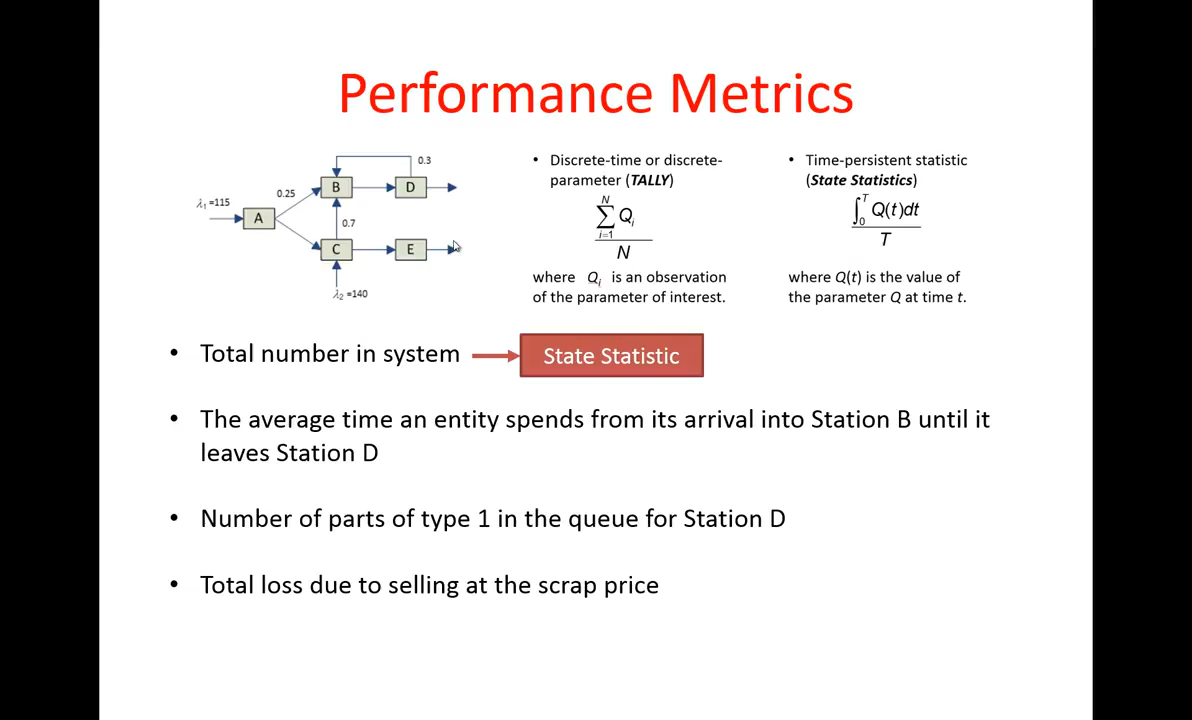 Performance Metrics
0.3
B
D
0.25
λ₁ =115
A
0.7
C
E
λ₂ =140
• Discrete-time or discrete-
parameter (TALLY)
N
∑ Qᵢ
i=1
N
where Qᵢ is an observation
of the parameter of interest.
• Time-persistent statistic
(State Statistics)
∫₀ᵀ Q(t)dt
T
where Q(t) is the value of
the parameter Q at time t.
• Total number in system
State Statistic
• The average time an entity spends from its arrival into Station B until it
leaves Station D
• Number of parts of type 1 in the queue for Station D
• Total loss due to selling at the scrap price